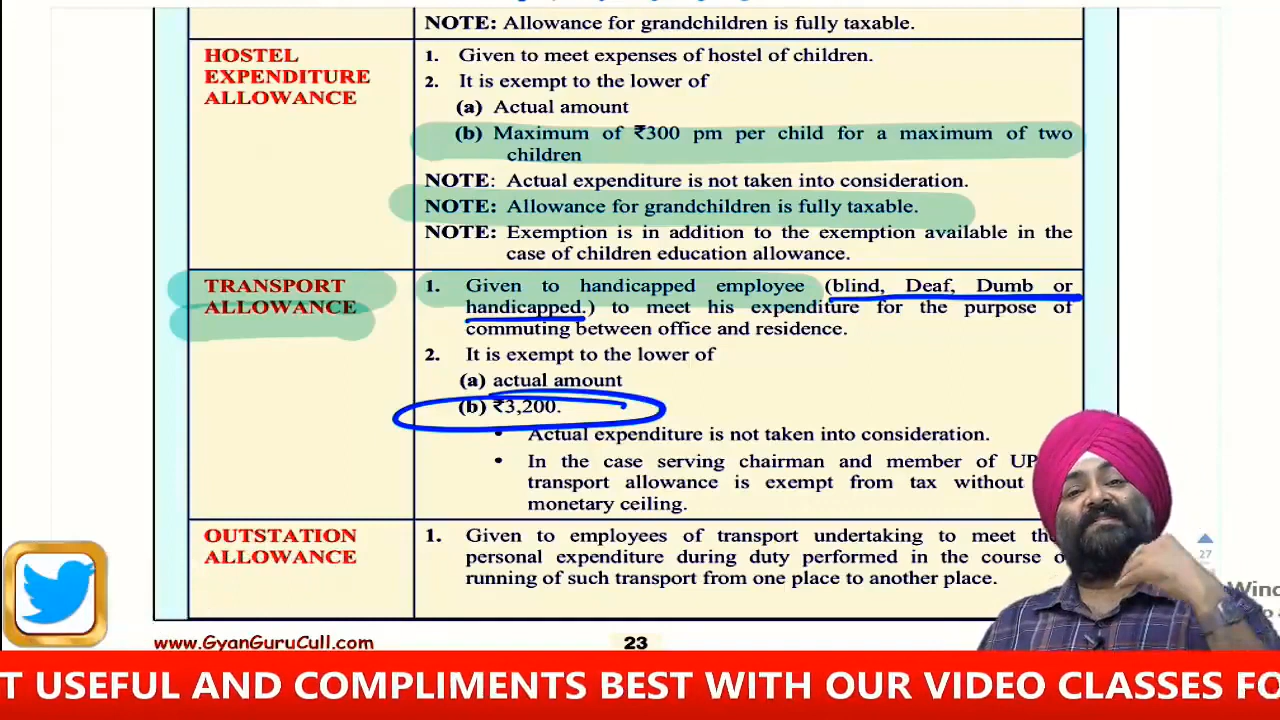 NOTE: Allowance for grandchildren is fully taxable.
HOSTEL
EXPENDITURE
ALLOWANCE
1. Given to meet expenses of hostel of children.
2. It is exempt to the lower of
(a) Actual amount
(b) Maximum of ₹300 pm per child for a maximum of two
children
NOTE: Actual expenditure is not taken into consideration.
NOTE: Allowance for grandchildren is fully taxable.
NOTE: Exemption is in addition to the exemption available in the
case of children education allowance.
TRANSPORT
ALLOWANCE
1. Given to handicapped employee (blind, Deaf, Dumb or
handicapped.) to meet his expenditure for the purpose of
commuting between office and residence.
2. It is exempt to the lower of
(a) actual amount
(b) ₹3,200.
• Actual expenditure is not taken into consideration.
• In the case serving chairman and member of
transport allowance is exempt from tax without
monetary ceiling.
OUTSTATION
ALLOWANCE
1. Given to employees of transport undertaking to meet
personal expenditure during duty performed in the course
running of such transport from one place to another place.
27
www.GyanGuruCull.com
23
T USEFUL AND COMPLIMENTS BEST WITH OUR VIDEO CLASSES FO